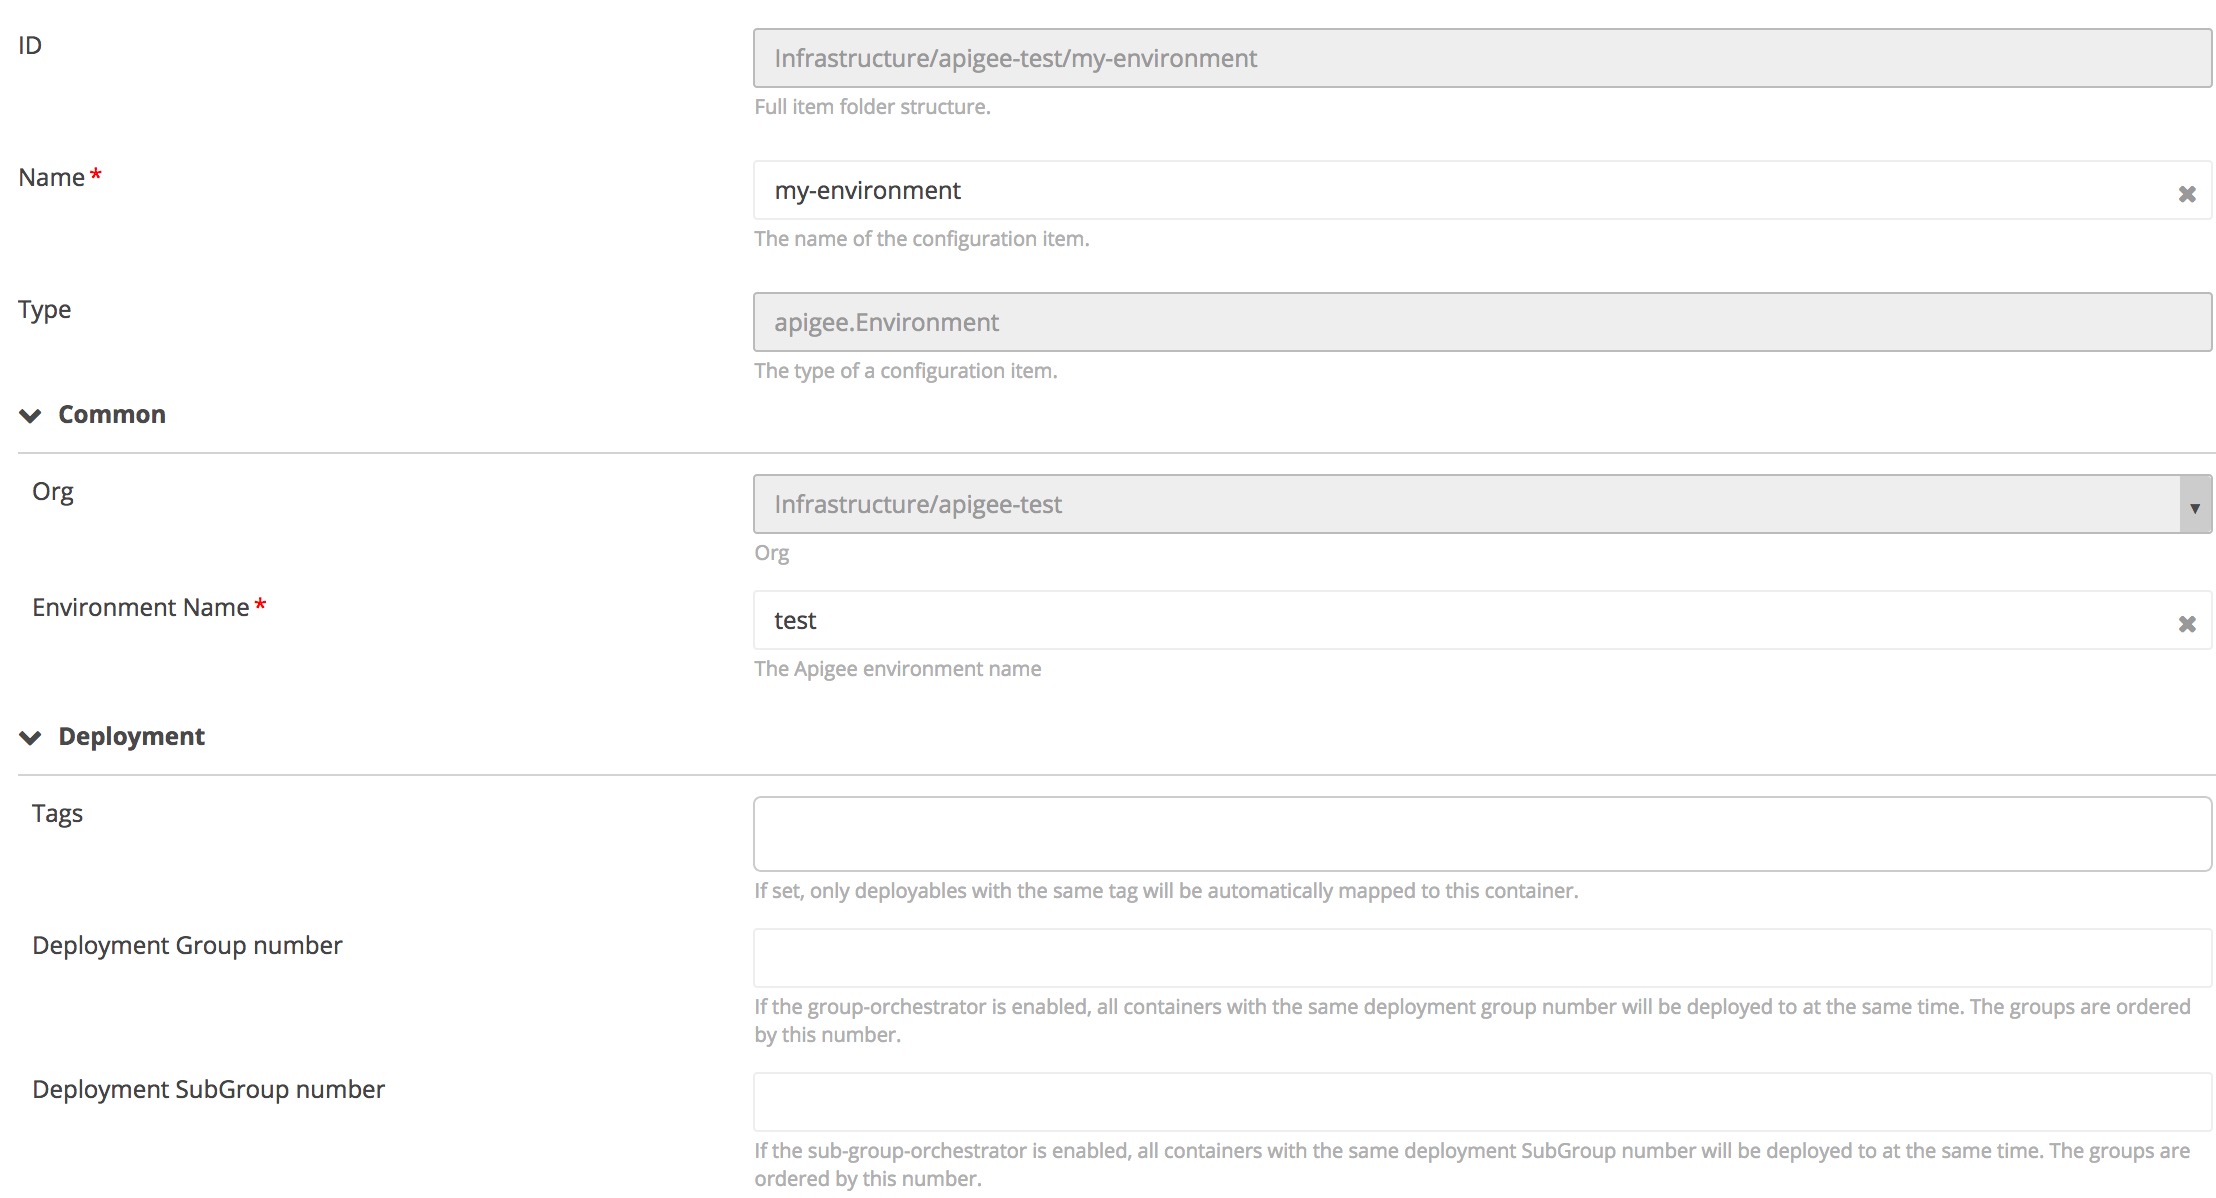 ID
Infrastructure/apigee-test/my-environment
Full item folder structure.
Name *
my-environment
The name of the configuration item.
Type
apigee.Environment
The type of a configuration item.
Common
Org
Infrastructure/apigee-test
Org
Environment Name *
test
The Apigee environment name
Deployment
Tags
If set, only deployables with the same tag will be automatically mapped to this container.
Deployment Group number
If the group-orchestrator is enabled, all containers with the same deployment group number will be deployed to at the same time. The groups are ordered
by this number.
Deployment SubGroup number
If the sub-group-orchestrator is enabled, all containers with the same deployment SubGroup number will be deployed to at the same time. The groups are
ordered by this number.